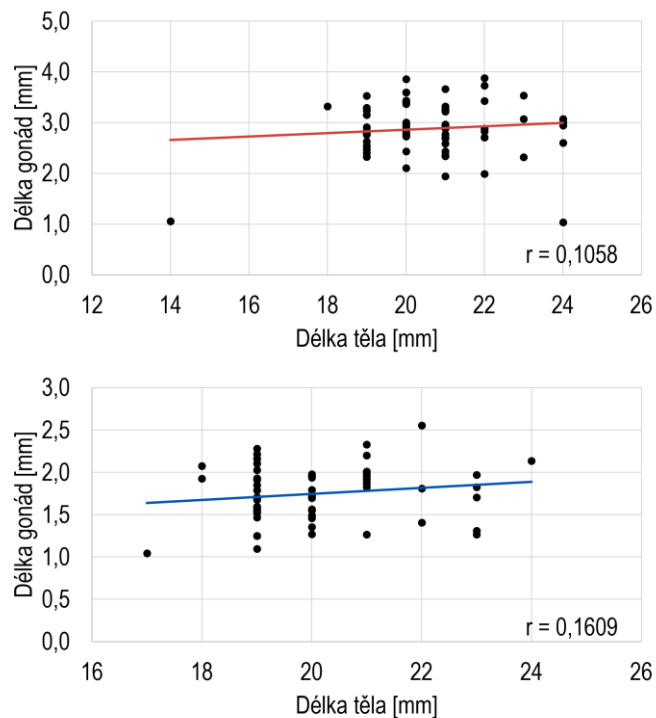 5,0
4,0
3,0
2,0
1,0
0,0
Délka gonád [mm]
r = 0,1058
12 14 16 18 20 22 24 26
Délka těla [mm]
3,0
2,5
2,0
1,5
1,0
0,5
0,0
Délka gonád [mm]
r = 0,1609
16 18 20 22 24 26
Délka těla [mm]